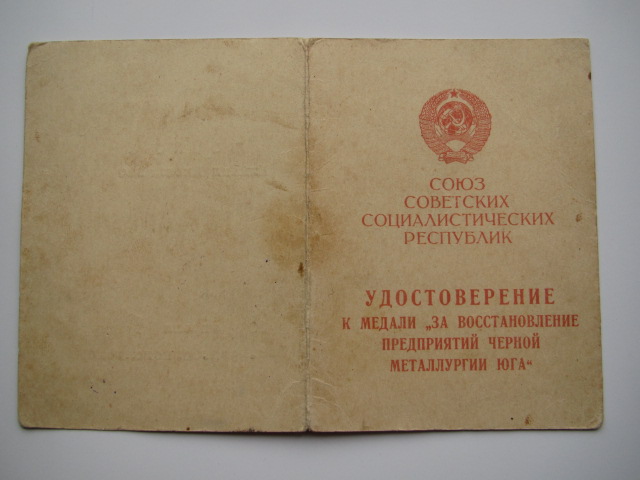 СОЮЗ
СОВЕТСКИХ
СОЦИАЛИСТИЧЕСКИХ
РЕСПУБЛИК
УДОСТОВЕРЕНИЕ
К МЕДАЛИ „ЗА ВОССТАНОВЛЕНИЕ
ПРЕДПРИЯТИЙ ЧЕРНОЙ
МЕТАЛЛУРГИИ ЮГА“